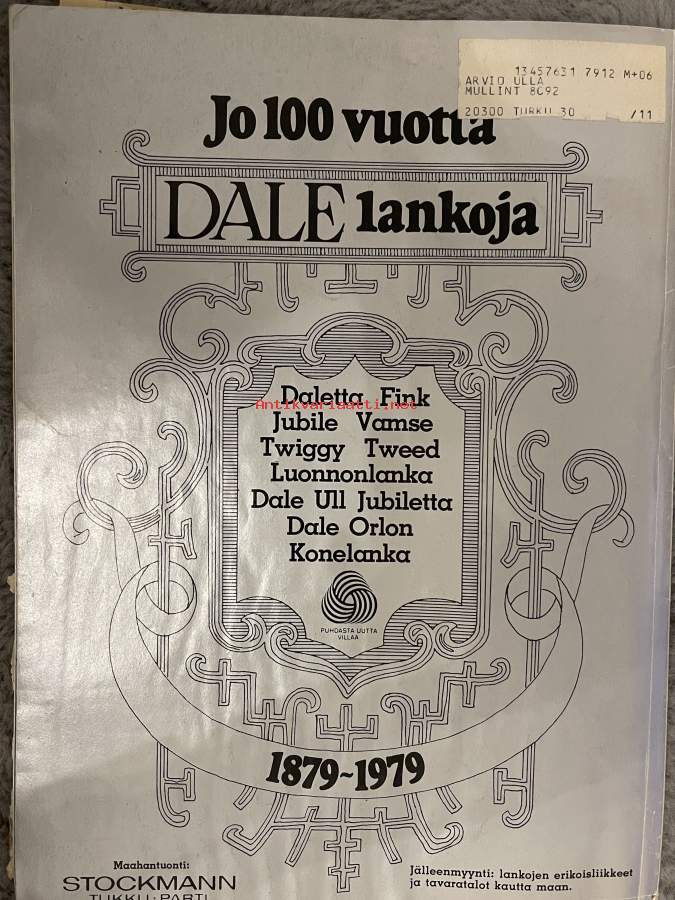 13457631 7912 M+06
ARVIO ULLA
MULLINT 8C92
20300 TURKU 30 /11
Jo 100 vuotta
DALE lankoja
Daletta Fink
Antikvariaatti.net
Jubile Vamse
Twiggy Tweed
Luonnonlanka
Dale Ull Jubiletta
Dale Orlon
Konelanka
PUHDASTA UUTTA
VILLAA
1879~1979
Maahantuonti:
STOCKMANN
TUKKU·PARTI
Jälleenmyynti: lankojen erikoisliikkeet
ja tavaratalot kautta maan.